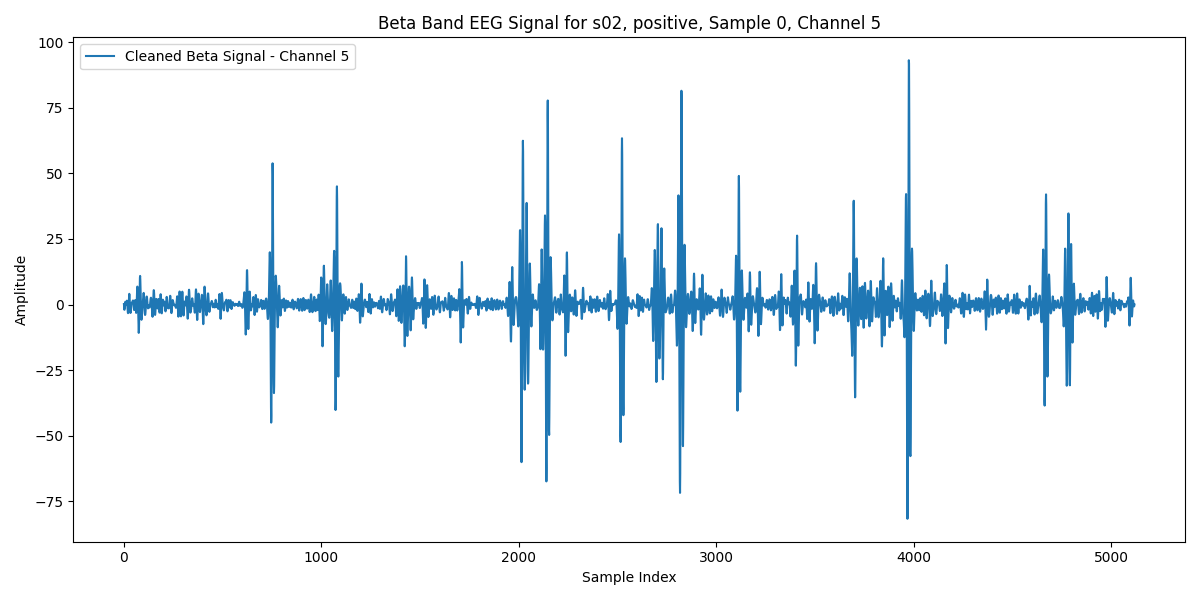 Beta Band EEG Signal for s02, positive, Sample 0, Channel 5
Cleaned Beta Signal - Channel 5
100
75
50
25
0
−25
−50
−75
Amplitude
0 1000 2000 3000 4000 5000
Sample Index